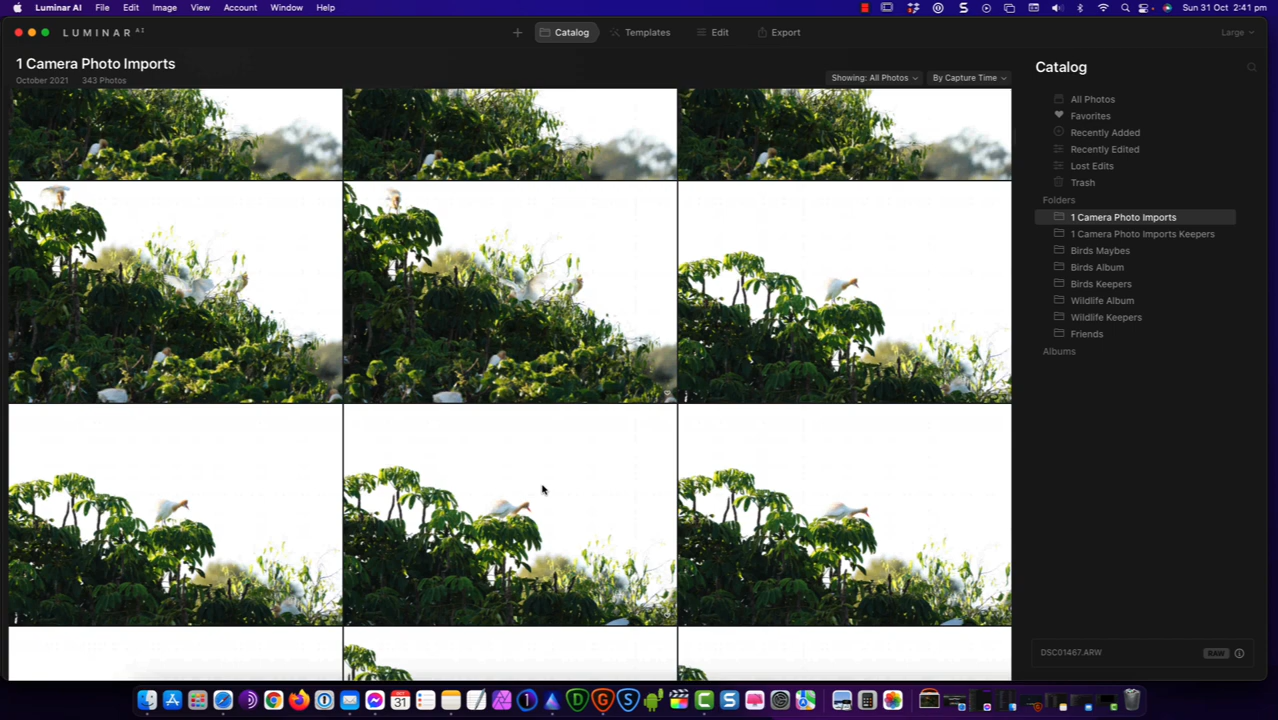 Luminar AI File Edit Image View Account Window Help Sun 31 Oct 2:41 pm
LUMINAR AI Catalog Templates Edit Export Large
1 Camera Photo Imports
October 2021 343 Photos
Showing: All Photos By Capture Time
Catalog
All Photos
Favorites
Recently Added
Recently Edited
Lost Edits
Trash
Folders
1 Camera Photo Imports
1 Camera Photo Imports Keepers
Birds Maybes
Birds Album
Birds Keepers
Wildlife Album
Wildlife Keepers
Friends
Albums
DSC01467.ARW RAW
OCT
31